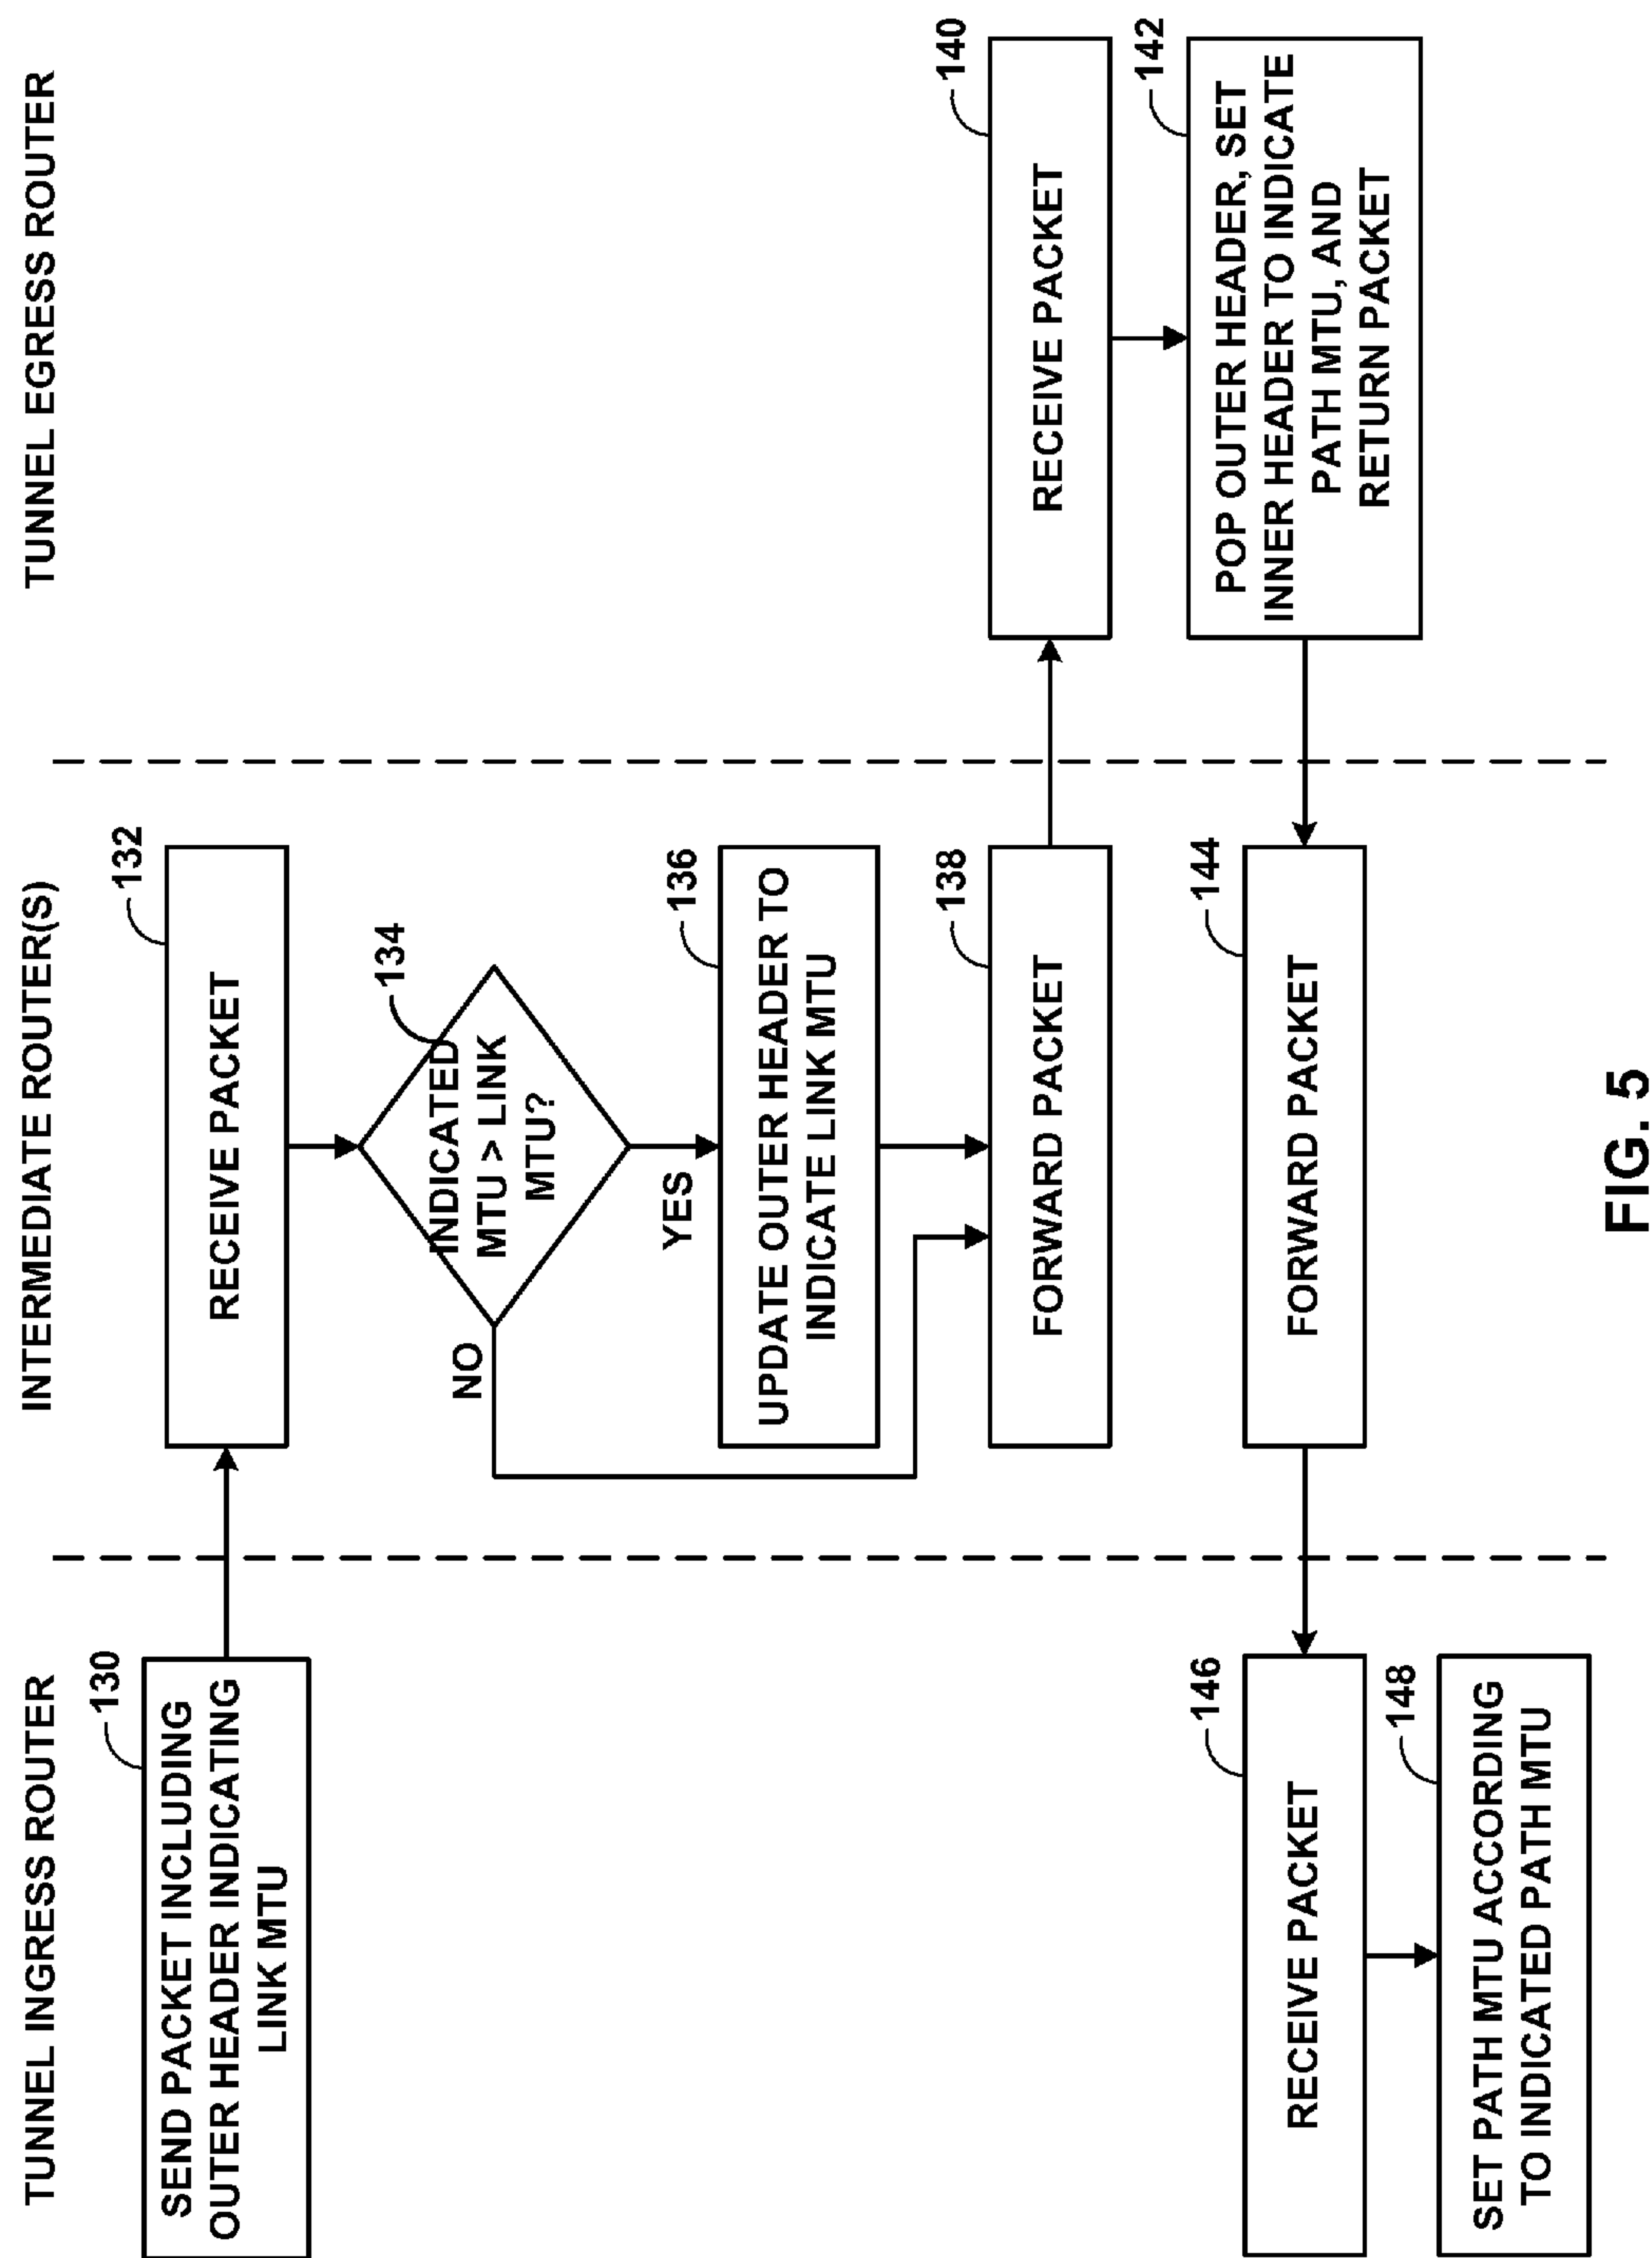 TUNNEL INGRESS ROUTER
130
SEND PACKET INCLUDING
OUTER HEADER INDICATING
LINK MTU
INTERMEDIATE ROUTER(S)
132
RECEIVE PACKET
134
INDICATED
MTU > LINK
MTU?
NO
YES
136
UPDATE OUTER HEADER TO
INDICATE LINK MTU
138
FORWARD PACKET
TUNNEL EGRESS ROUTER
140
RECEIVE PACKET
142
POP OUTER HEADER, SET
INNER HEADER TO INDICATE
PATH MTU, AND
RETURN PACKET
144
FORWARD PACKET
146
RECEIVE PACKET
148
SET PATH MTU ACCORDING
TO INDICATED PATH MTU
FIG. 5